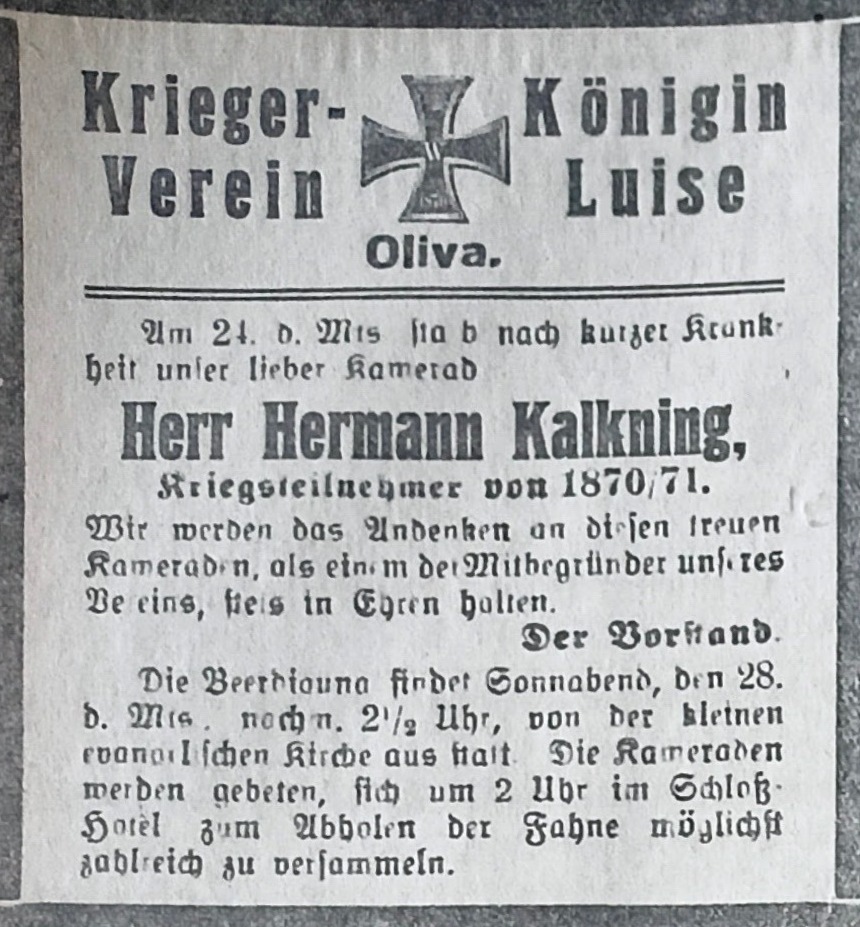 Krieger-Verein Königin Luise
Oliva.
Am 24. d. Mts starb nach kurzer Krank-
heit unser lieber Kamerad
Herr Hermann Kalkning,
Kriegsteilnehmer von 1870/71.
Wir werden das Andenken an diesen treuen
Kameraden, als einem der Mitbegründer unseres
Vereins, stets in Ehren halten.
Der Vorstand.
Die Beerdigung findet Sonnabend, den 28.
d. Mts., nachm. 2½ Uhr, von der kleinen
evangelischen Kirche aus statt. Die Kameraden
werden gebeten, sich um 2 Uhr im Schloß-
Hotel zum Abholen der Fahne möglichst
zahlreich zu versammeln.